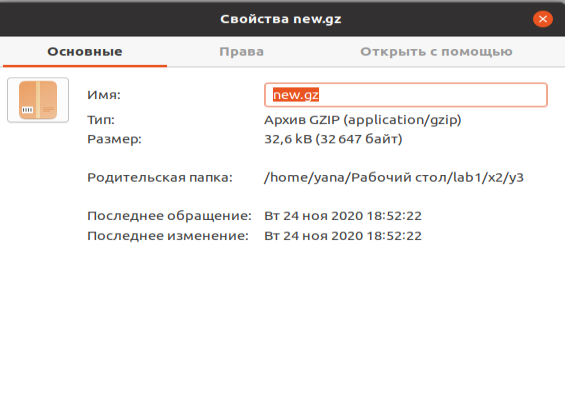 Свойства new.gz
Основные Права Открыть с помощью
Имя: new.gz
Тип: Архив GZIP (application/gzip)
Размер: 32,6 kB (32 647 байт)
Родительская папка: /home/yana/Рабочий стол/lab1/x2/y3
Последнее обращение: Вт 24 ноя 2020 18:52:22
Последнее изменение: Вт 24 ноя 2020 18:52:22